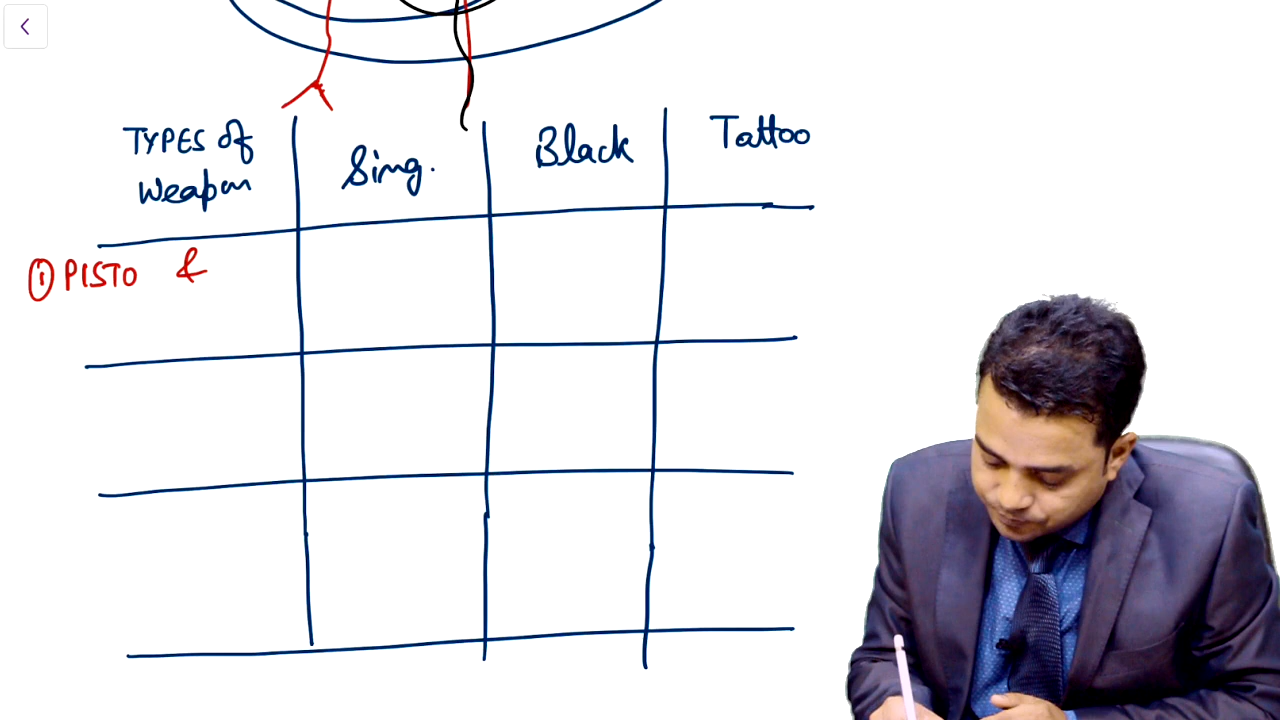 TYPES of
Weapon
Sing.
Black
Tattoo
① PISTO &